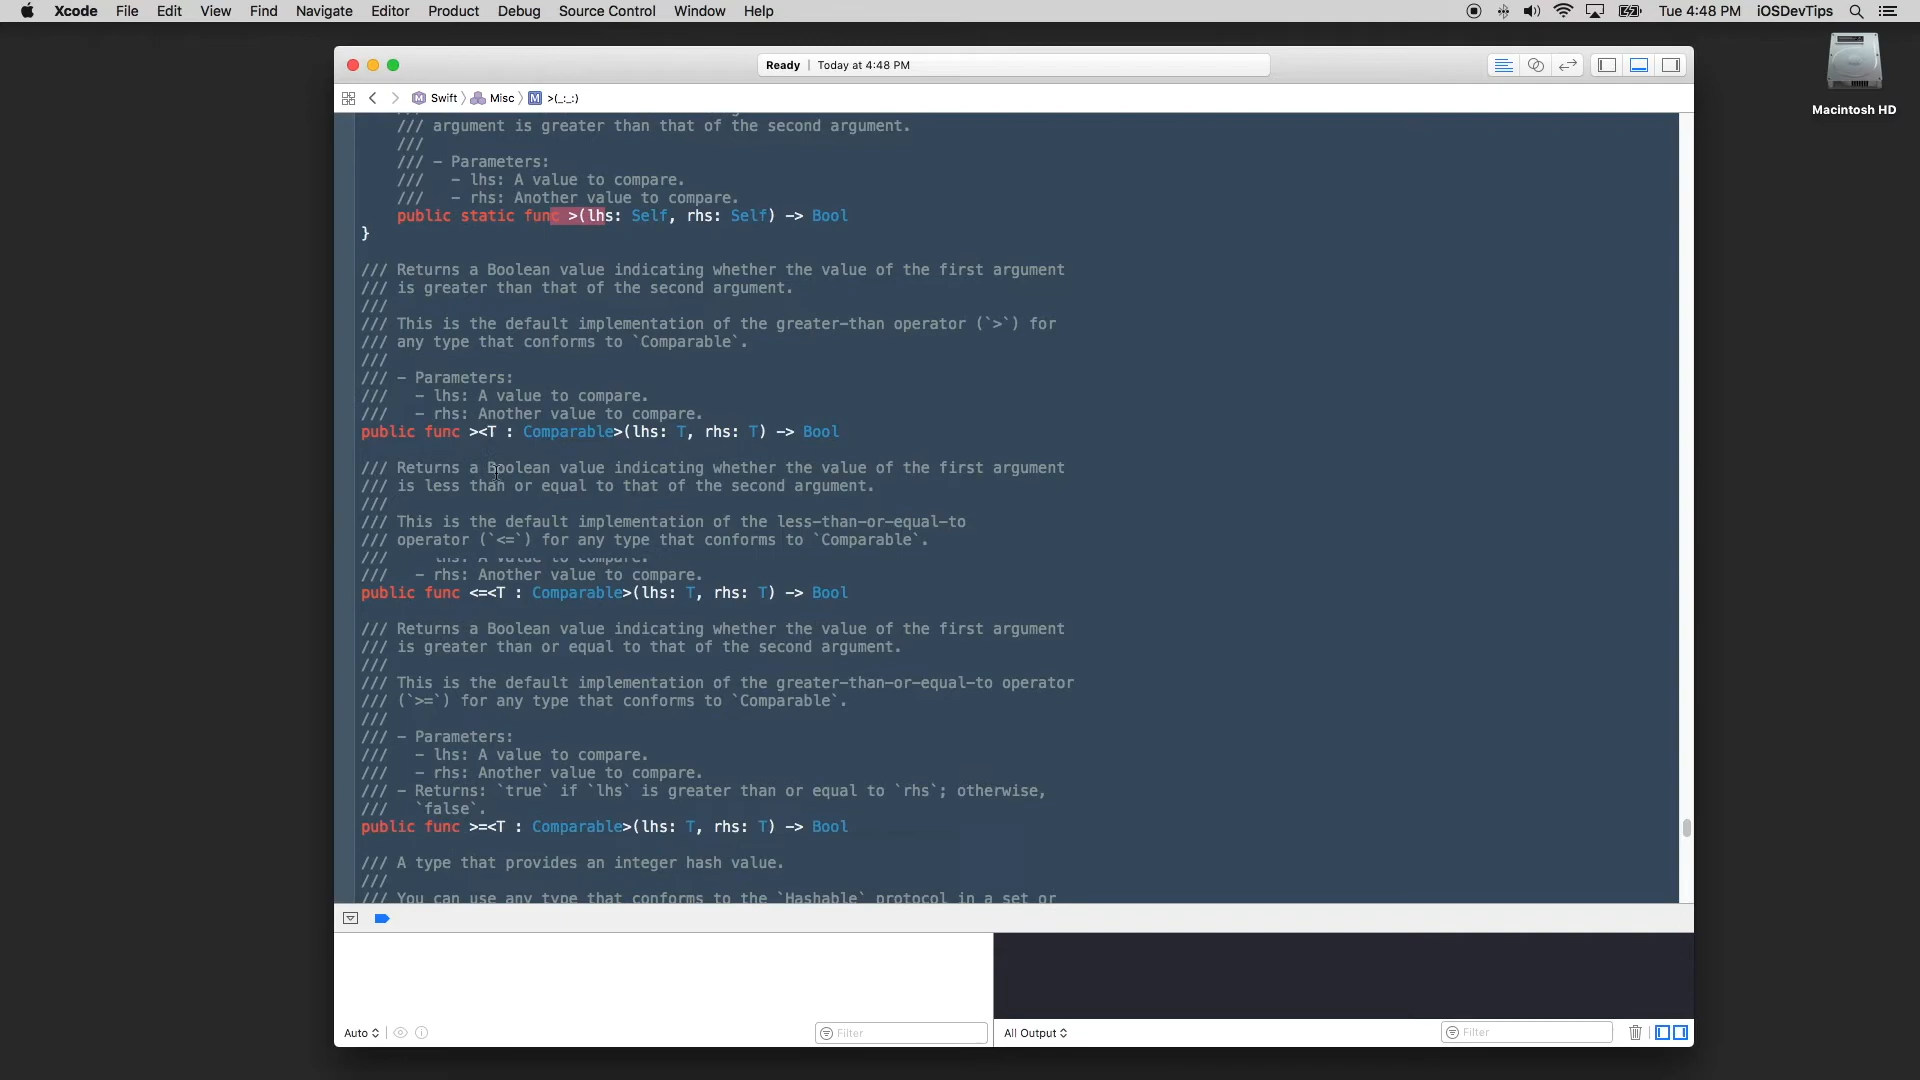 Xcode File Edit View Find Navigate Editor Product Debug Source Control Window Help
Tue 4:48 PM iOSDevTips
Macintosh HD
Ready | Today at 4:48 PM
M Swift Misc M >(_:_:)
/// argument is greater than that of the second argument.
///
/// - Parameters:
///   - lhs: A value to compare.
///   - rhs: Another value to compare.
public static func >(lhs: Self, rhs: Self) -> Bool
}
/// Returns a Boolean value indicating whether the value of the first argument
/// is greater than that of the second argument.
///
/// This is the default implementation of the greater-than operator (`>`) for
/// any type that conforms to `Comparable`.
///
/// - Parameters:
///   - lhs: A value to compare.
///   - rhs: Another value to compare.
public func ><T : Comparable>(lhs: T, rhs: T) -> Bool
/// Returns a Boolean value indicating whether the value of the first argument
/// is less than or equal to that of the second argument.
///
/// This is the default implementation of the less-than-or-equal-to
/// operator (`<=`) for any type that conforms to `Comparable`.
///     lhs: A value to compare.
///   - rhs: Another value to compare.
public func <=<T : Comparable>(lhs: T, rhs: T) -> Bool
/// Returns a Boolean value indicating whether the value of the first argument
/// is greater than or equal to that of the second argument.
///
/// This is the default implementation of the greater-than-or-equal-to operator
/// (`>=`) for any type that conforms to `Comparable`.
///
/// - Parameters:
///   - lhs: A value to compare.
///   - rhs: Another value to compare.
/// - Returns: `true` if `lhs` is greater than or equal to `rhs`; otherwise,
///   `false`.
public func >=<T : Comparable>(lhs: T, rhs: T) -> Bool
/// A type that provides an integer hash value.
///
/// You can use any type that conforms to the `Hashable` protocol in a set or
Auto Filter All Output Filter